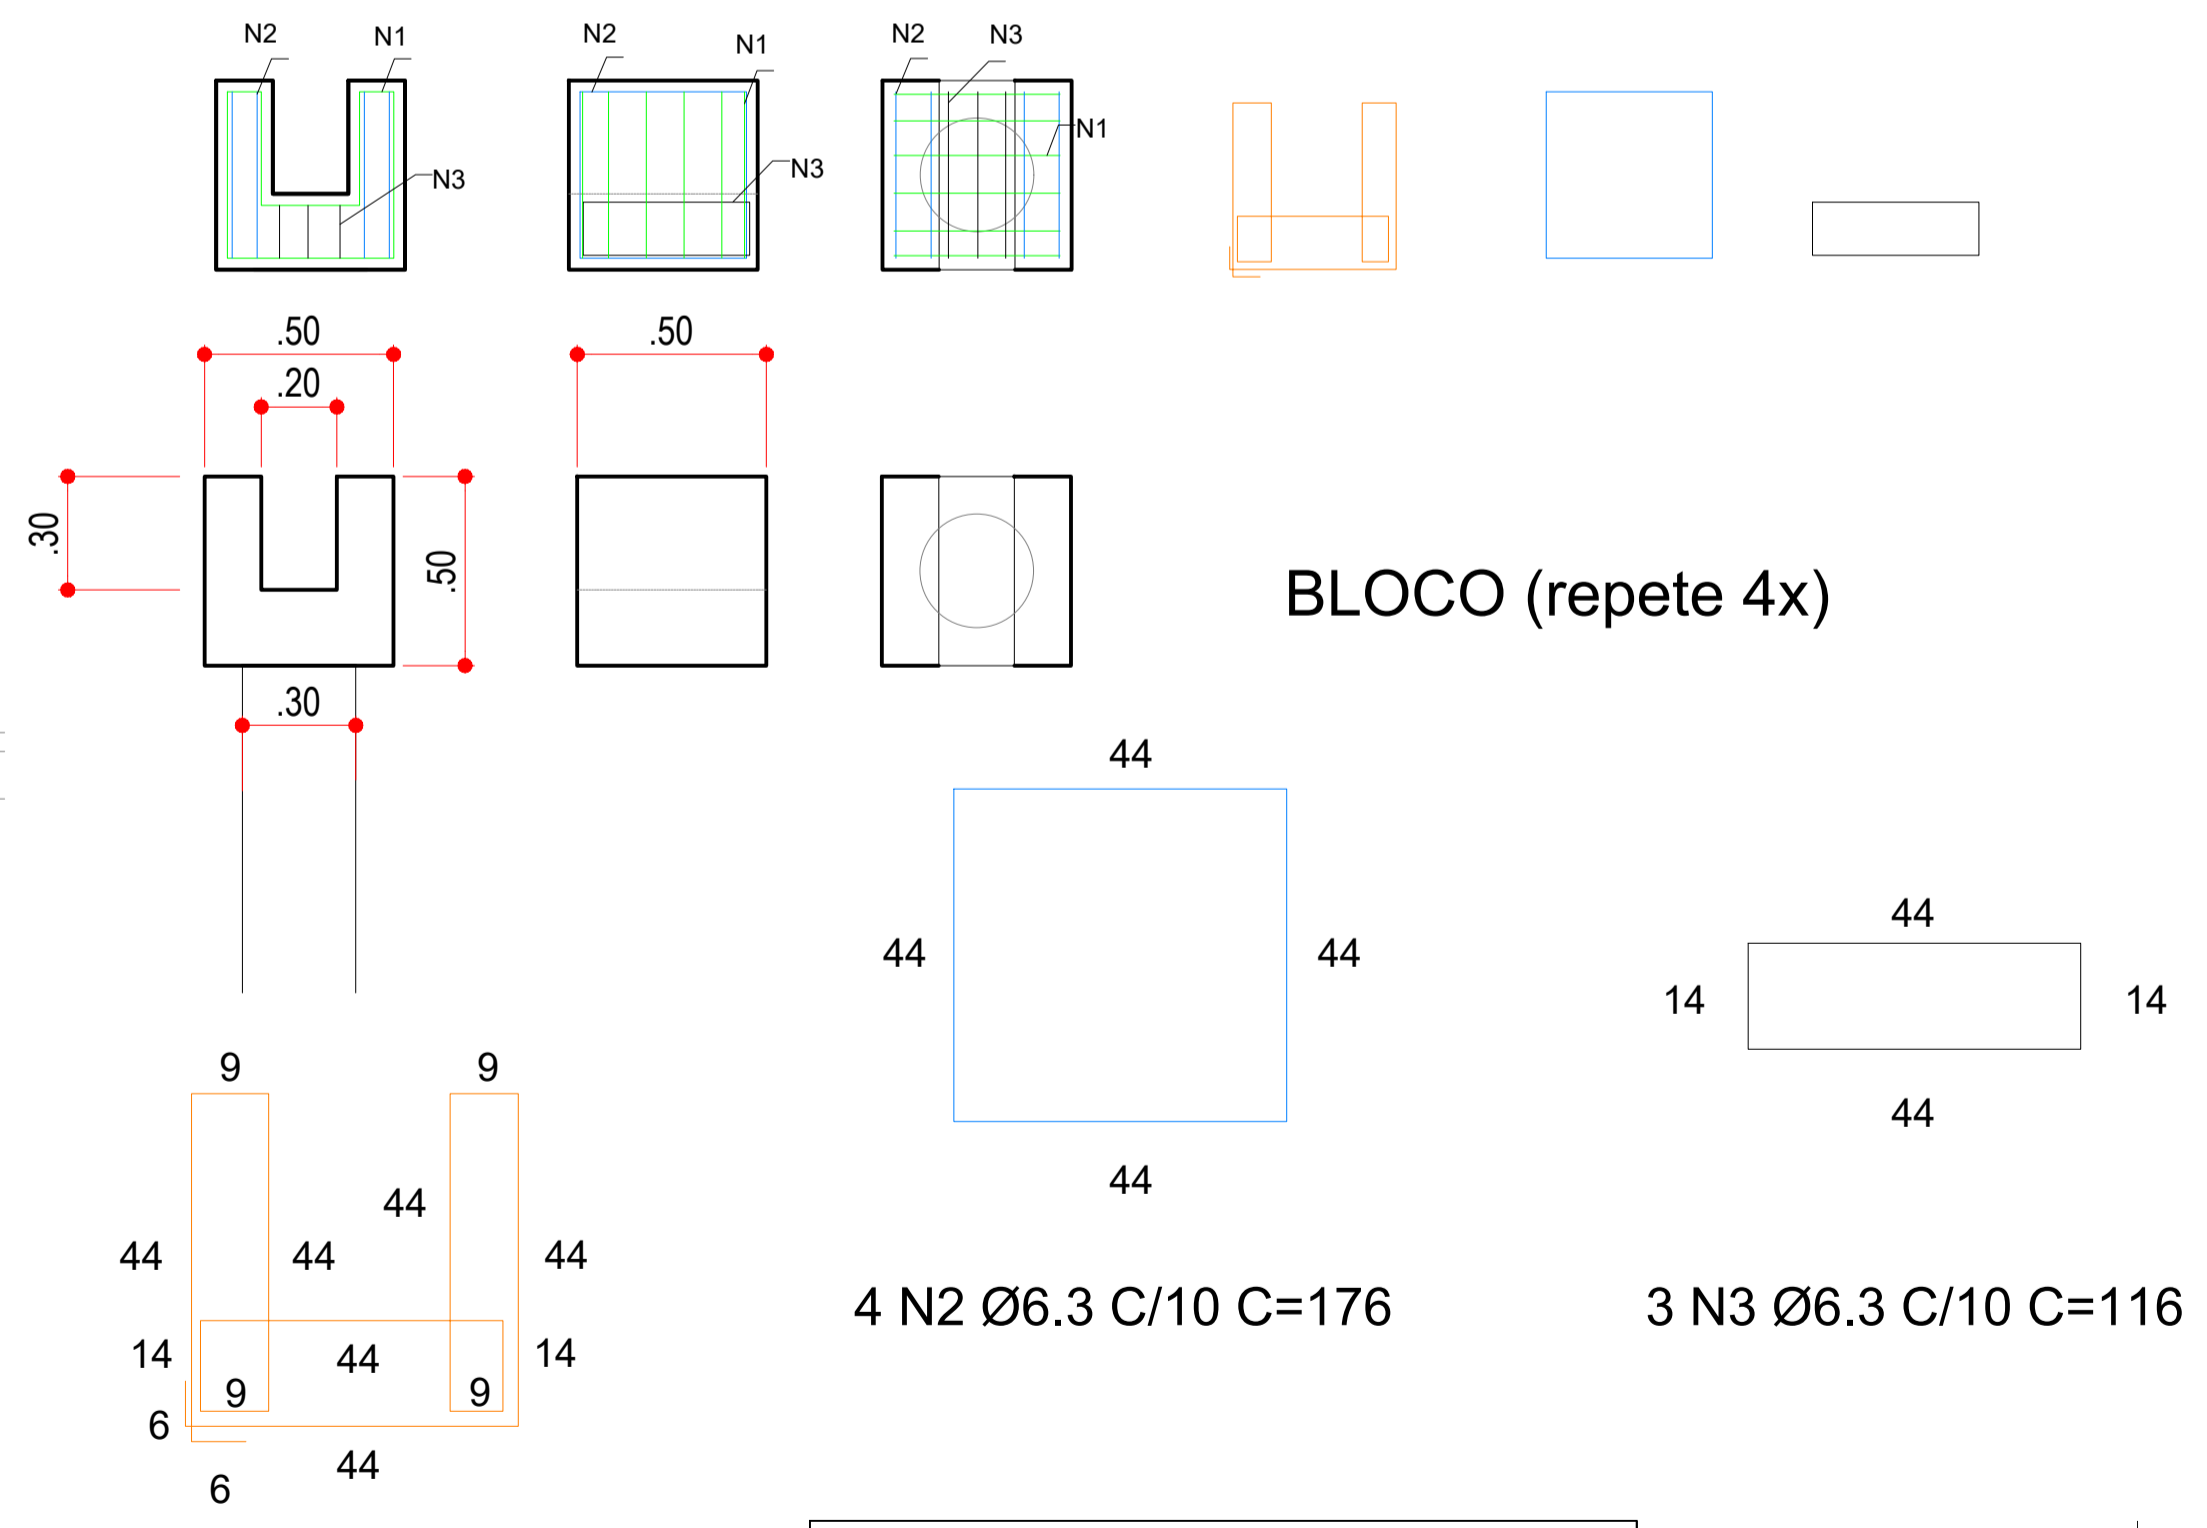 N2 N1 N2 N1 N2 N3
N1
N3 N3
.50 .50
.20
.30 .50
BLOCO (repete 4x)
.30
44
44 44
44
14 14
44
44
9 9
44
44 44 44
4 N2 Ø6.3 C/10 C=176 3 N3 Ø6.3 C/10 C=116
14 44 14
9 9
6
44
6